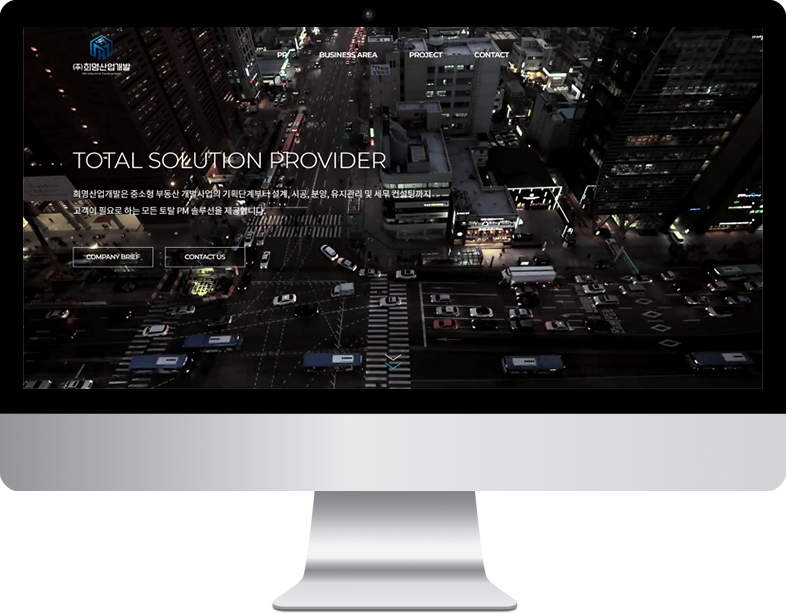 (주)희명산업개발
PR
BUSINESS AREA
PROJECT
CONTACT
TOTAL SOLUTION PROVIDER
희명산업개발은 중소형 부동산 개발사업의 기획단계부터 설계, 시공, 분양, 유지관리 및 세무 컨설팅까지
고객이 필요로 하는 모든 토탈 PM 솔루션을 제공합니다.
COMPANY BRIEF
CONTACT US